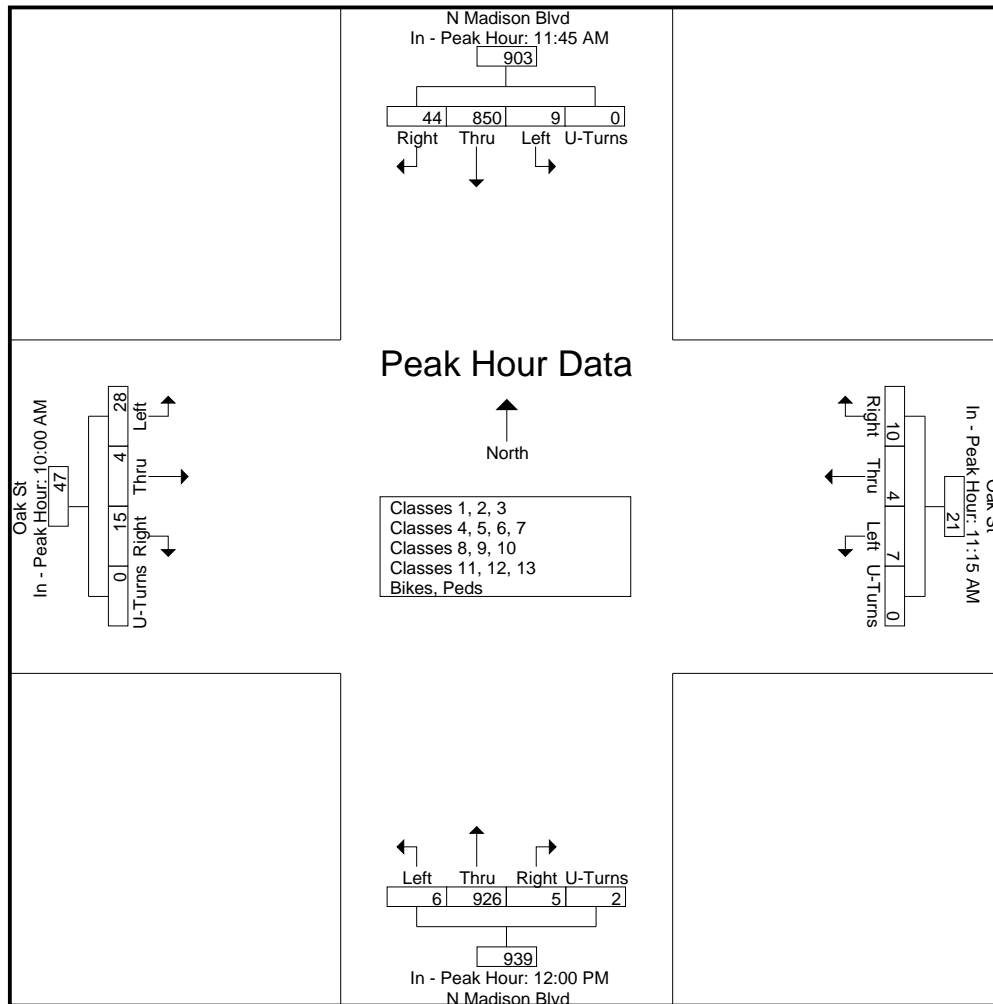 N Madison Blvd
In - Peak Hour: 11:45 AM
903
44 850 9 0
Right Thru Left U-Turns
Peak Hour Data
North
Classes 1, 2, 3
Classes 4, 5, 6, 7
Classes 8, 9, 10
Classes 11, 12, 13
Bikes, Peds
Oak St
In - Peak Hour: 10:00 AM
47
28 4 15 0
Left Thru Right U-Turns
Oak St
In - Peak Hour: 11:15 AM
21
10 4 7 0
Right Thru Left U-Turns
Left Thru Right U-Turns
6 926 5 2
939
In - Peak Hour: 12:00 PM
N Madison Blvd